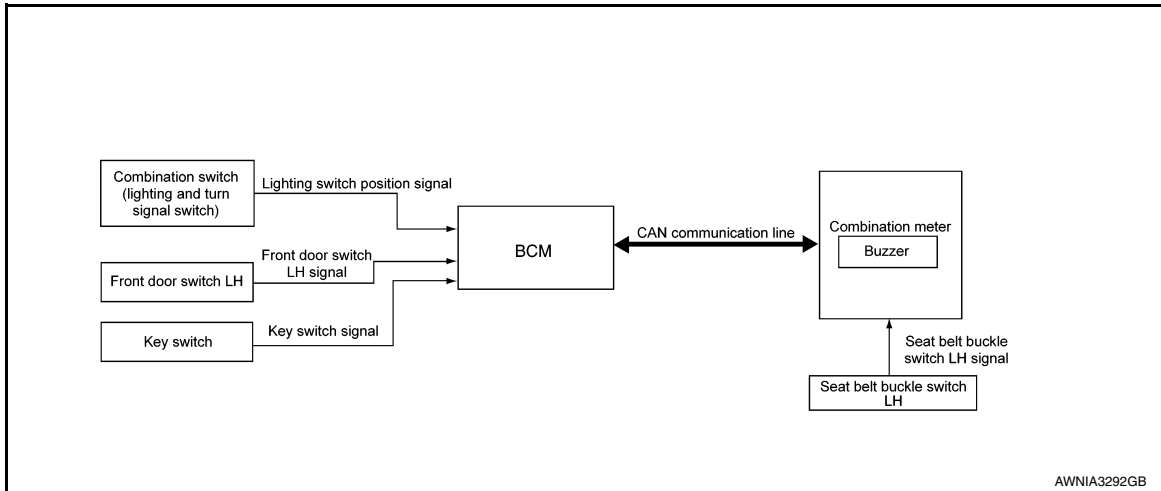 Combination switch
(lighting and turn
signal switch)
Lighting switch position signal
Front door switch LH
Front door switch
LH signal
Key switch
Key switch signal
BCM
CAN communication line
Combination meter
Buzzer
Seat belt buckle
switch LH signal
Seat belt buckle switch
LH
AWNIA3292GB